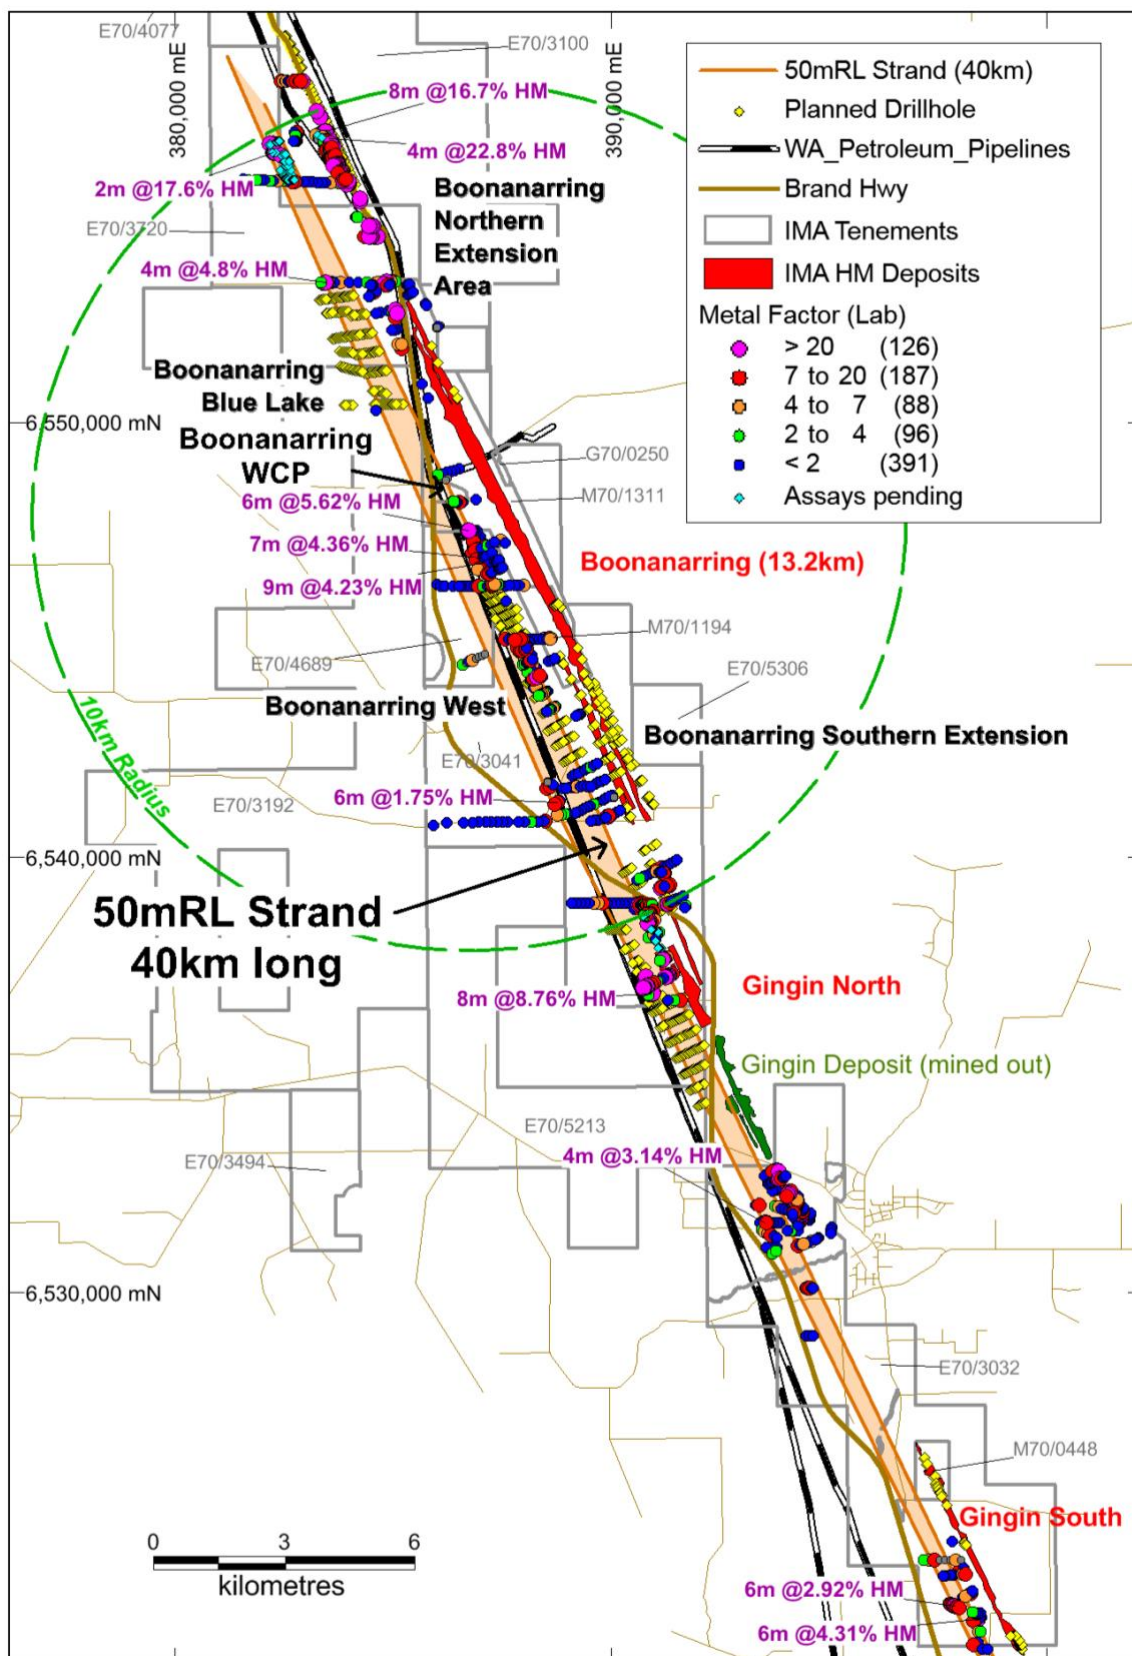 E70/4077
E70/3100
380,000 mE
390,000 mE
50mRL Strand (40km)
Planned Drillhole
WA_Petroleum_Pipelines
Brand Hwy
IMA Tenements
IMA HM Deposits
Metal Factor (Lab)
> 20 (126)
7 to 20 (187)
4 to 7 (88)
2 to 4 (96)
< 2 (391)
Assays pending
8m @16.7% HM
4m @22.8% HM
2m @17.6% HM
Boonanarring
Northern
Extension
Area
E70/3720
4m @4.8% HM
Boonanarring
Blue Lake
6,550,000 mN
Boonanarring
WCP
G70/0250
M70/1311
6m @5.62% HM
7m @4.36% HM
Boonanarring (13.2km)
9m @4.23% HM
M70/1194
E70/4689
E70/5306
10km Radius
Boonanarring West
Boonanarring Southern Extension
E70/3041
E70/3192
6m @1.75% HM
6,540,000 mN
50mRL Strand
40km long
8m @8.76% HM
Gingin North
Gingin Deposit (mined out)
E70/5213
4m @3.14% HM
E70/3494
6,530,000 mN
E70/3032
M70/0448
Gingin South
0 3 6
kilometres
6m @2.92% HM
6m @4.31% HM